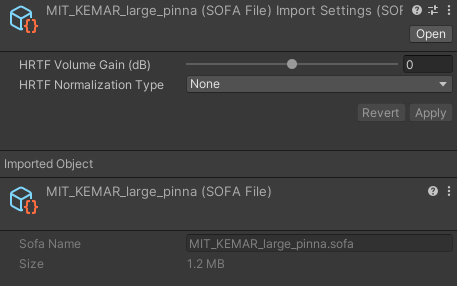 MIT_KEMAR_large_pinna (SOFA File) Import Settings (SOF
Open
HRTF Volume Gain (dB) 0
HRTF Normalization Type None
Revert Apply
Imported Object
MIT_KEMAR_large_pinna (SOFA File)
Sofa Name MIT_KEMAR_large_pinna.sofa
Size 1.2 MB